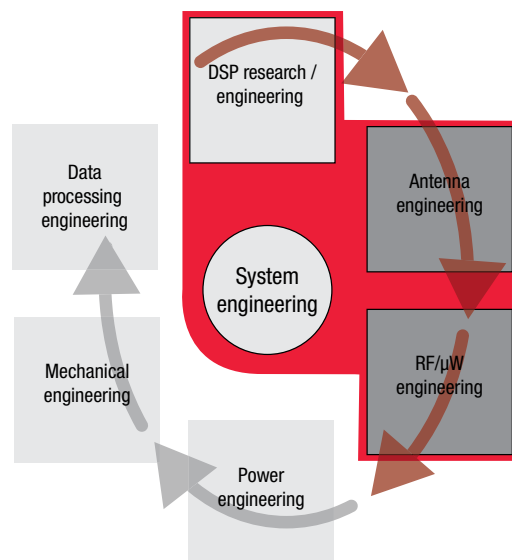 DSP research /
engineering
Antenna
engineering
RF/µW
engineering
Power
engineering
Mechanical
engineering
Data
processing
engineering
System
engineering